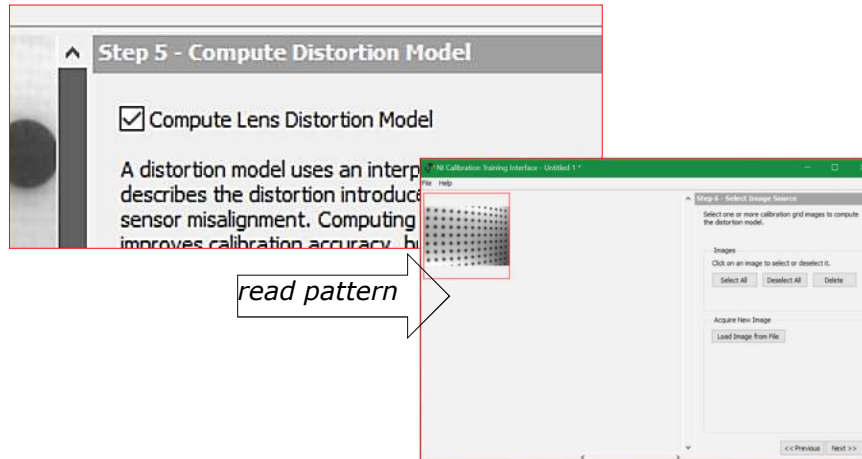 Step 5 - Compute Distortion Model
Compute Lens Distortion Model
A distortion model uses an interp
describes the distortion introduce
sensor misalignment. Computing
improves calibration accuracy, b
read pattern
NI Calibration Training Interface - Untitled 1 *
File Help
Step 6 - Select Image Source
Select one or more calibration grid images to compute
the distortion model.
Images
Click on an image to select or deselect it.
Select All Deselect All Delete
Acquire New Image
Load Image from File
<< Previous Next >>